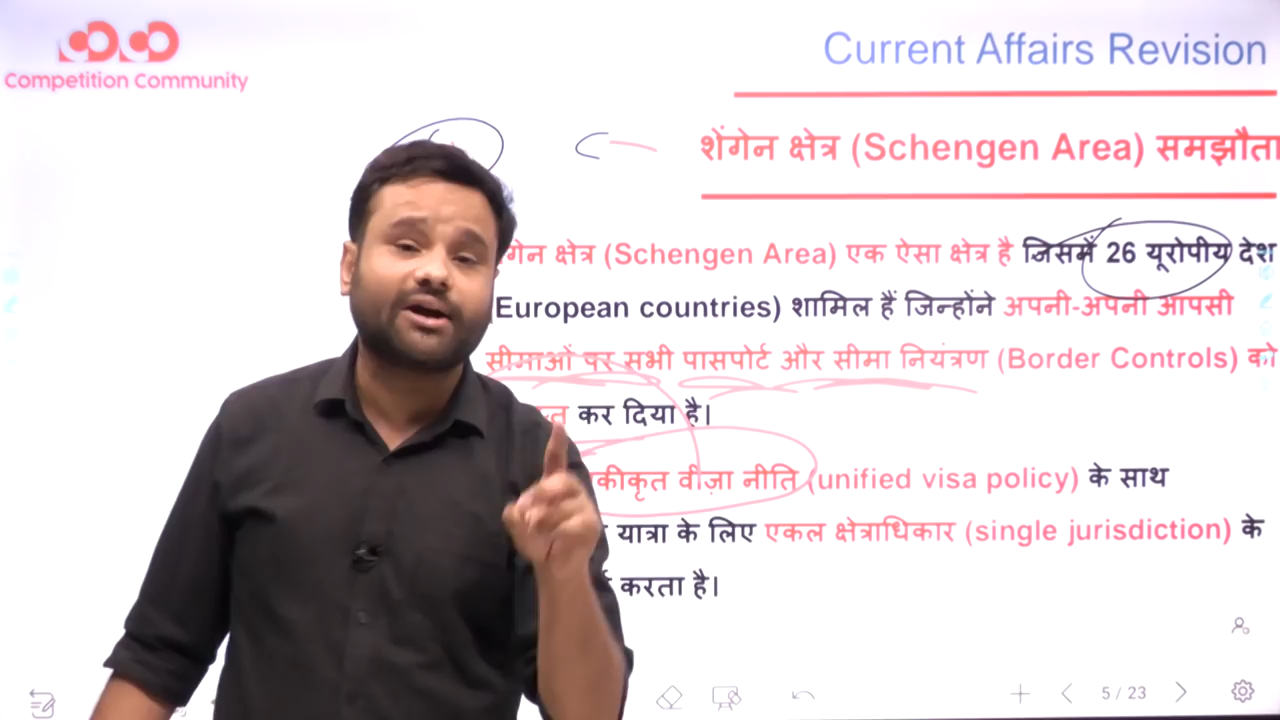 Competition Community
Current Affairs Revision
शेंगेन क्षेत्र (Schengen Area) समझौता
क्षेत्र (Schengen Area) एक ऐसा क्षेत्र है जिसमें 26 यूरोपीय देश
(European countries) शामिल हैं जिन्होंने अपनी-अपनी आपसी
सीमाओं पर सभी पासपोर्ट और सीमा नियंत्रण (Border Controls) को
कर दिया है।
वीज़ा नीति (unified visa policy) के साथ
यात्रा के लिए एकल क्षेत्राधिकार (single jurisdiction) के
करता है।
5 / 23